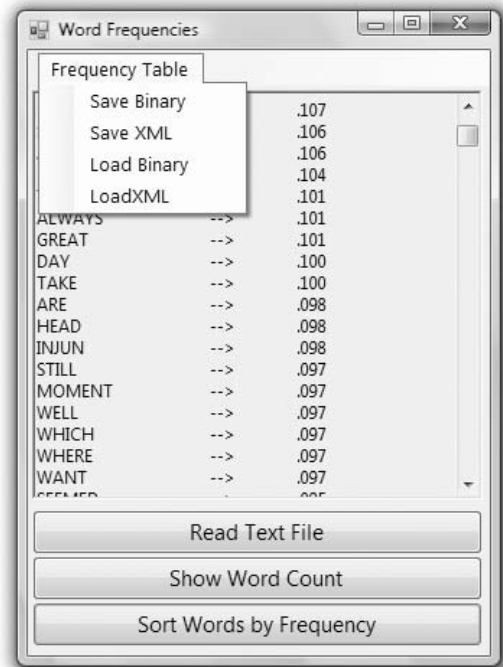 Word Frequencies
Frequency Table
Save Binary
Save XML
Load Binary
LoadXML
.107
.106
.106
.104
.101
ALWAYS --> .101
GREAT --> .101
DAY --> .100
TAKE --> .100
ARE --> .098
HEAD --> .098
INJUN --> .098
STILL --> .097
MOMENT --> .097
WELL --> .097
WHICH --> .097
WHERE --> .097
WANT --> .097
SEEMED --> .095
Read Text File
Show Word Count
Sort Words by Frequency